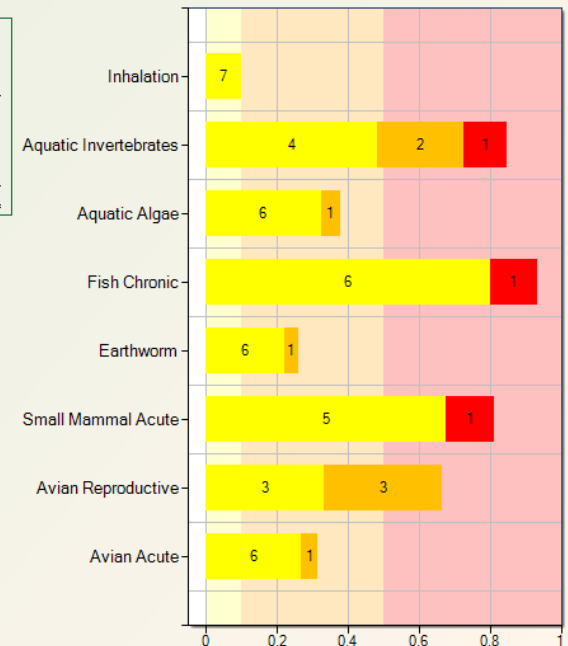 Inhalation 7
Aquatic Invertebrates 4 2 1
Aquatic Algae 6 1
Fish Chronic 6 1
Earthworm 6 1
Small Mammal Acute 5 1
Avian Reproductive 3 3
Avian Acute 6 1
0 0.2 0.4 0.6 0.8 1